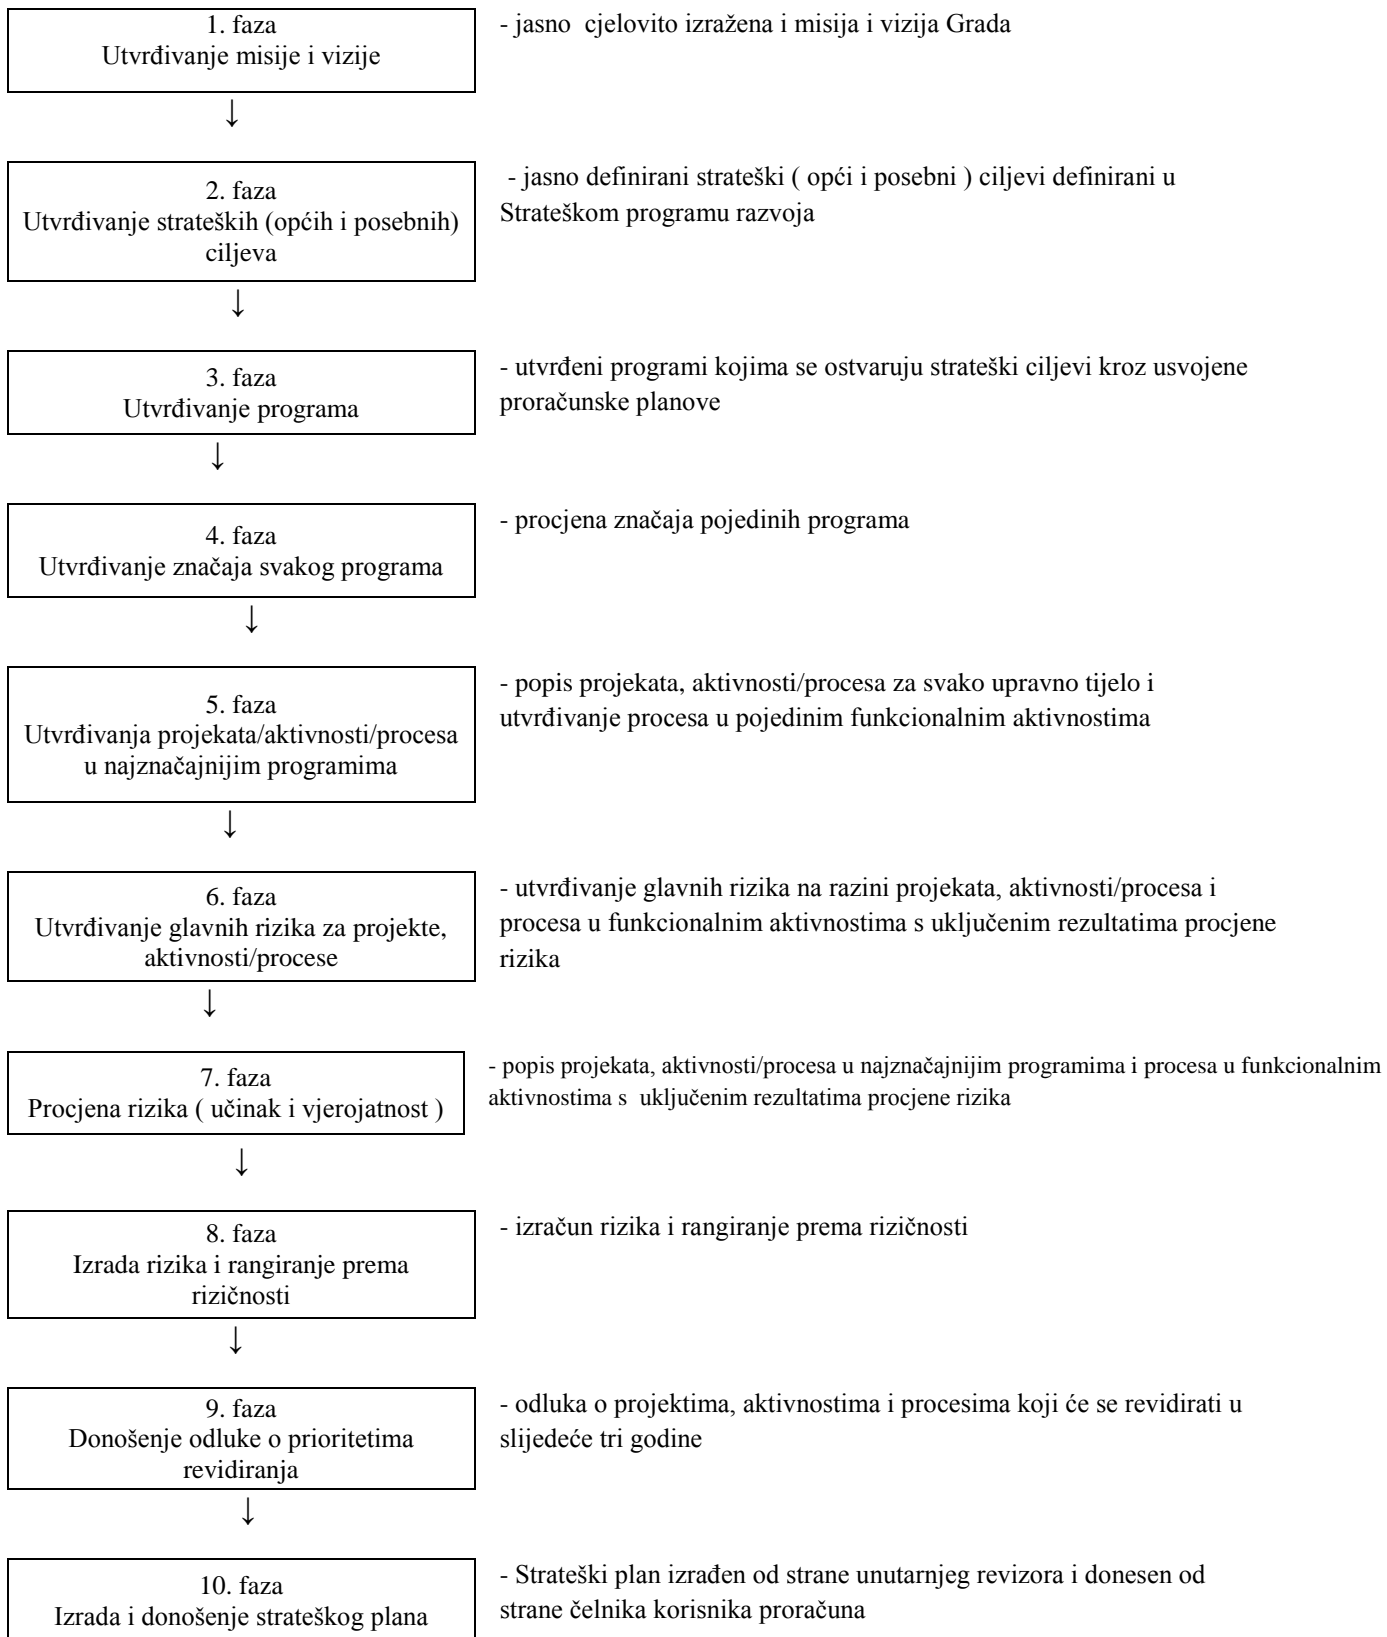 1. faza
Utvrđivanje misije i vizije
- jasno  cjelovito izražena i misija i vizija Grada
↓
2. faza
Utvrđivanje strateških (općih i posebnih)
ciljeva
- jasno definirani strateški ( opći i posebni ) ciljevi definirani u
Strateškom programu razvoja
↓
3. faza
Utvrđivanje programa
- utvrđeni programi kojima se ostvaruju strateški ciljevi kroz usvojene
proračunske planove
↓
4. faza
Utvrđivanje značaja svakog programa
- procjena značaja pojedinih programa
↓
5. faza
Utvrđivanja projekata/aktivnosti/procesa
u najznačajnijim programima
- popis projekata, aktivnosti/procesa za svako upravno tijelo i
utvrđivanje procesa u pojedinim funkcionalnim aktivnostima
↓
6. faza
Utvrđivanje glavnih rizika za projekte,
aktivnosti/procese
- utvrđivanje glavnih rizika na razini projekata, aktivnosti/procesa i
procesa u funkcionalnim aktivnostima s uključenim rezultatima procjene
rizika
↓
7. faza
Procjena rizika ( učinak i vjerojatnost )
- popis projekata, aktivnosti/procesa u najznačajnijim programima i procesa u funkcionalnim
aktivnostima s  uključenim rezultatima procjene rizika
↓
8. faza
Izrada rizika i rangiranje prema
rizičnosti
- izračun rizika i rangiranje prema rizičnosti
↓
9. faza
Donošenje odluke o prioritetima
revidiranja
- odluka o projektima, aktivnostima i procesima koji će se revidirati u
slijedeće tri godine
↓
10. faza
Izrada i donošenje strateškog plana
- Strateški plan izrađen od strane unutarnjeg revizora i donesen od
strane čelnika korisnika proračuna